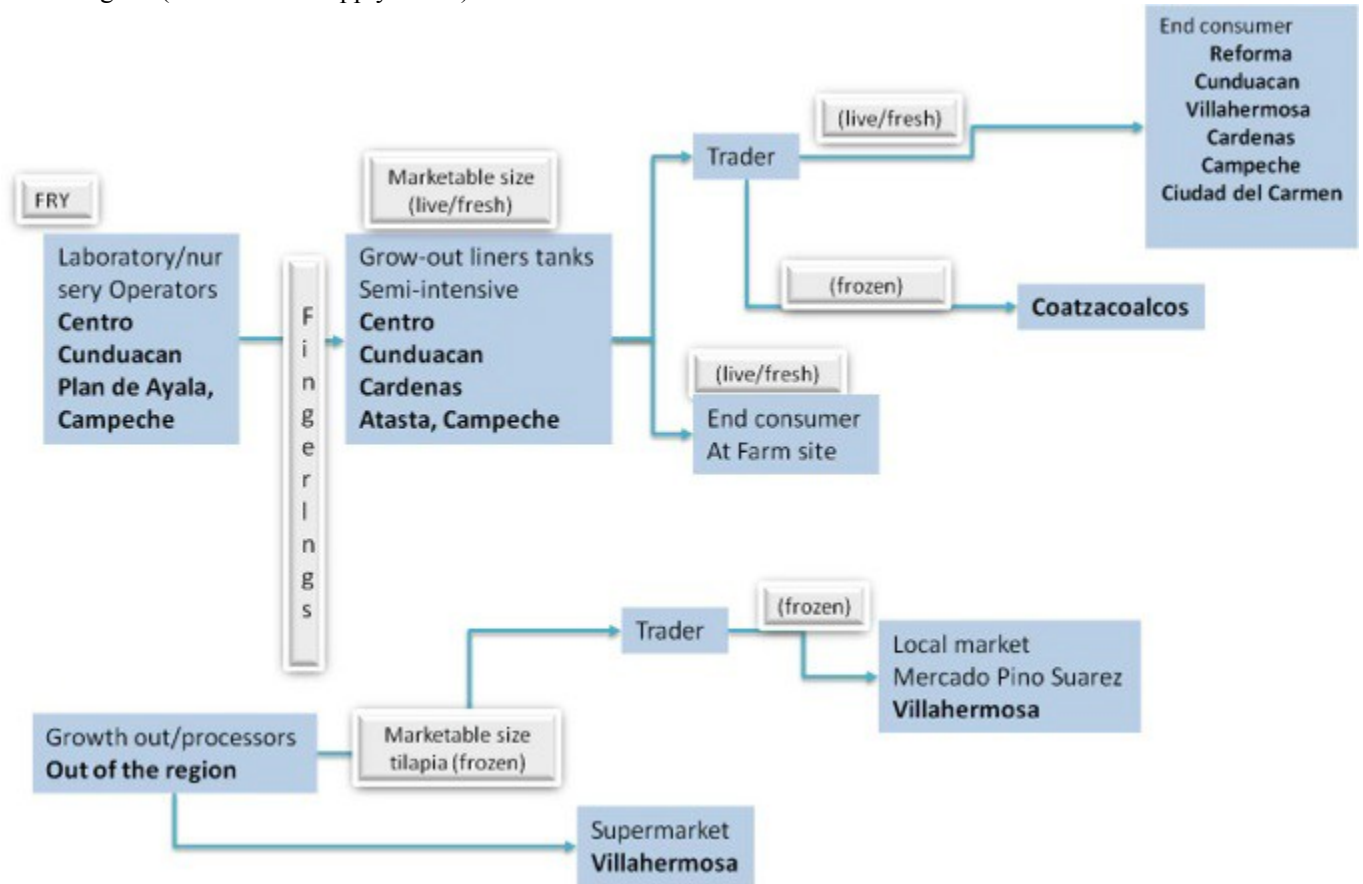 End consumer
Reforma
Cunduacan
Villahermosa
Cardenas
Campeche
Ciudad del Carmen
(live/fresh)
Trader
Marketable size
(live/fresh)
FRY
Laboratory/nur
sery Operators
Centro
Cunduacan
Plan de Ayala,
Campeche
F
i
n
g
e
r
l
n
g
s
Grow-out liners tanks
Semi-intensive
Centro
Cunduacan
Cardenas
Atasta, Campeche
(frozen)
Coatzacoalcos
(live/fresh)
End consumer
At Farm site
Trader
(frozen)
Local market
Mercado Pino Suarez
Villahermosa
Growth out/processors
Out of the region
Marketable size
tilapia (frozen)
Supermarket
Villahermosa